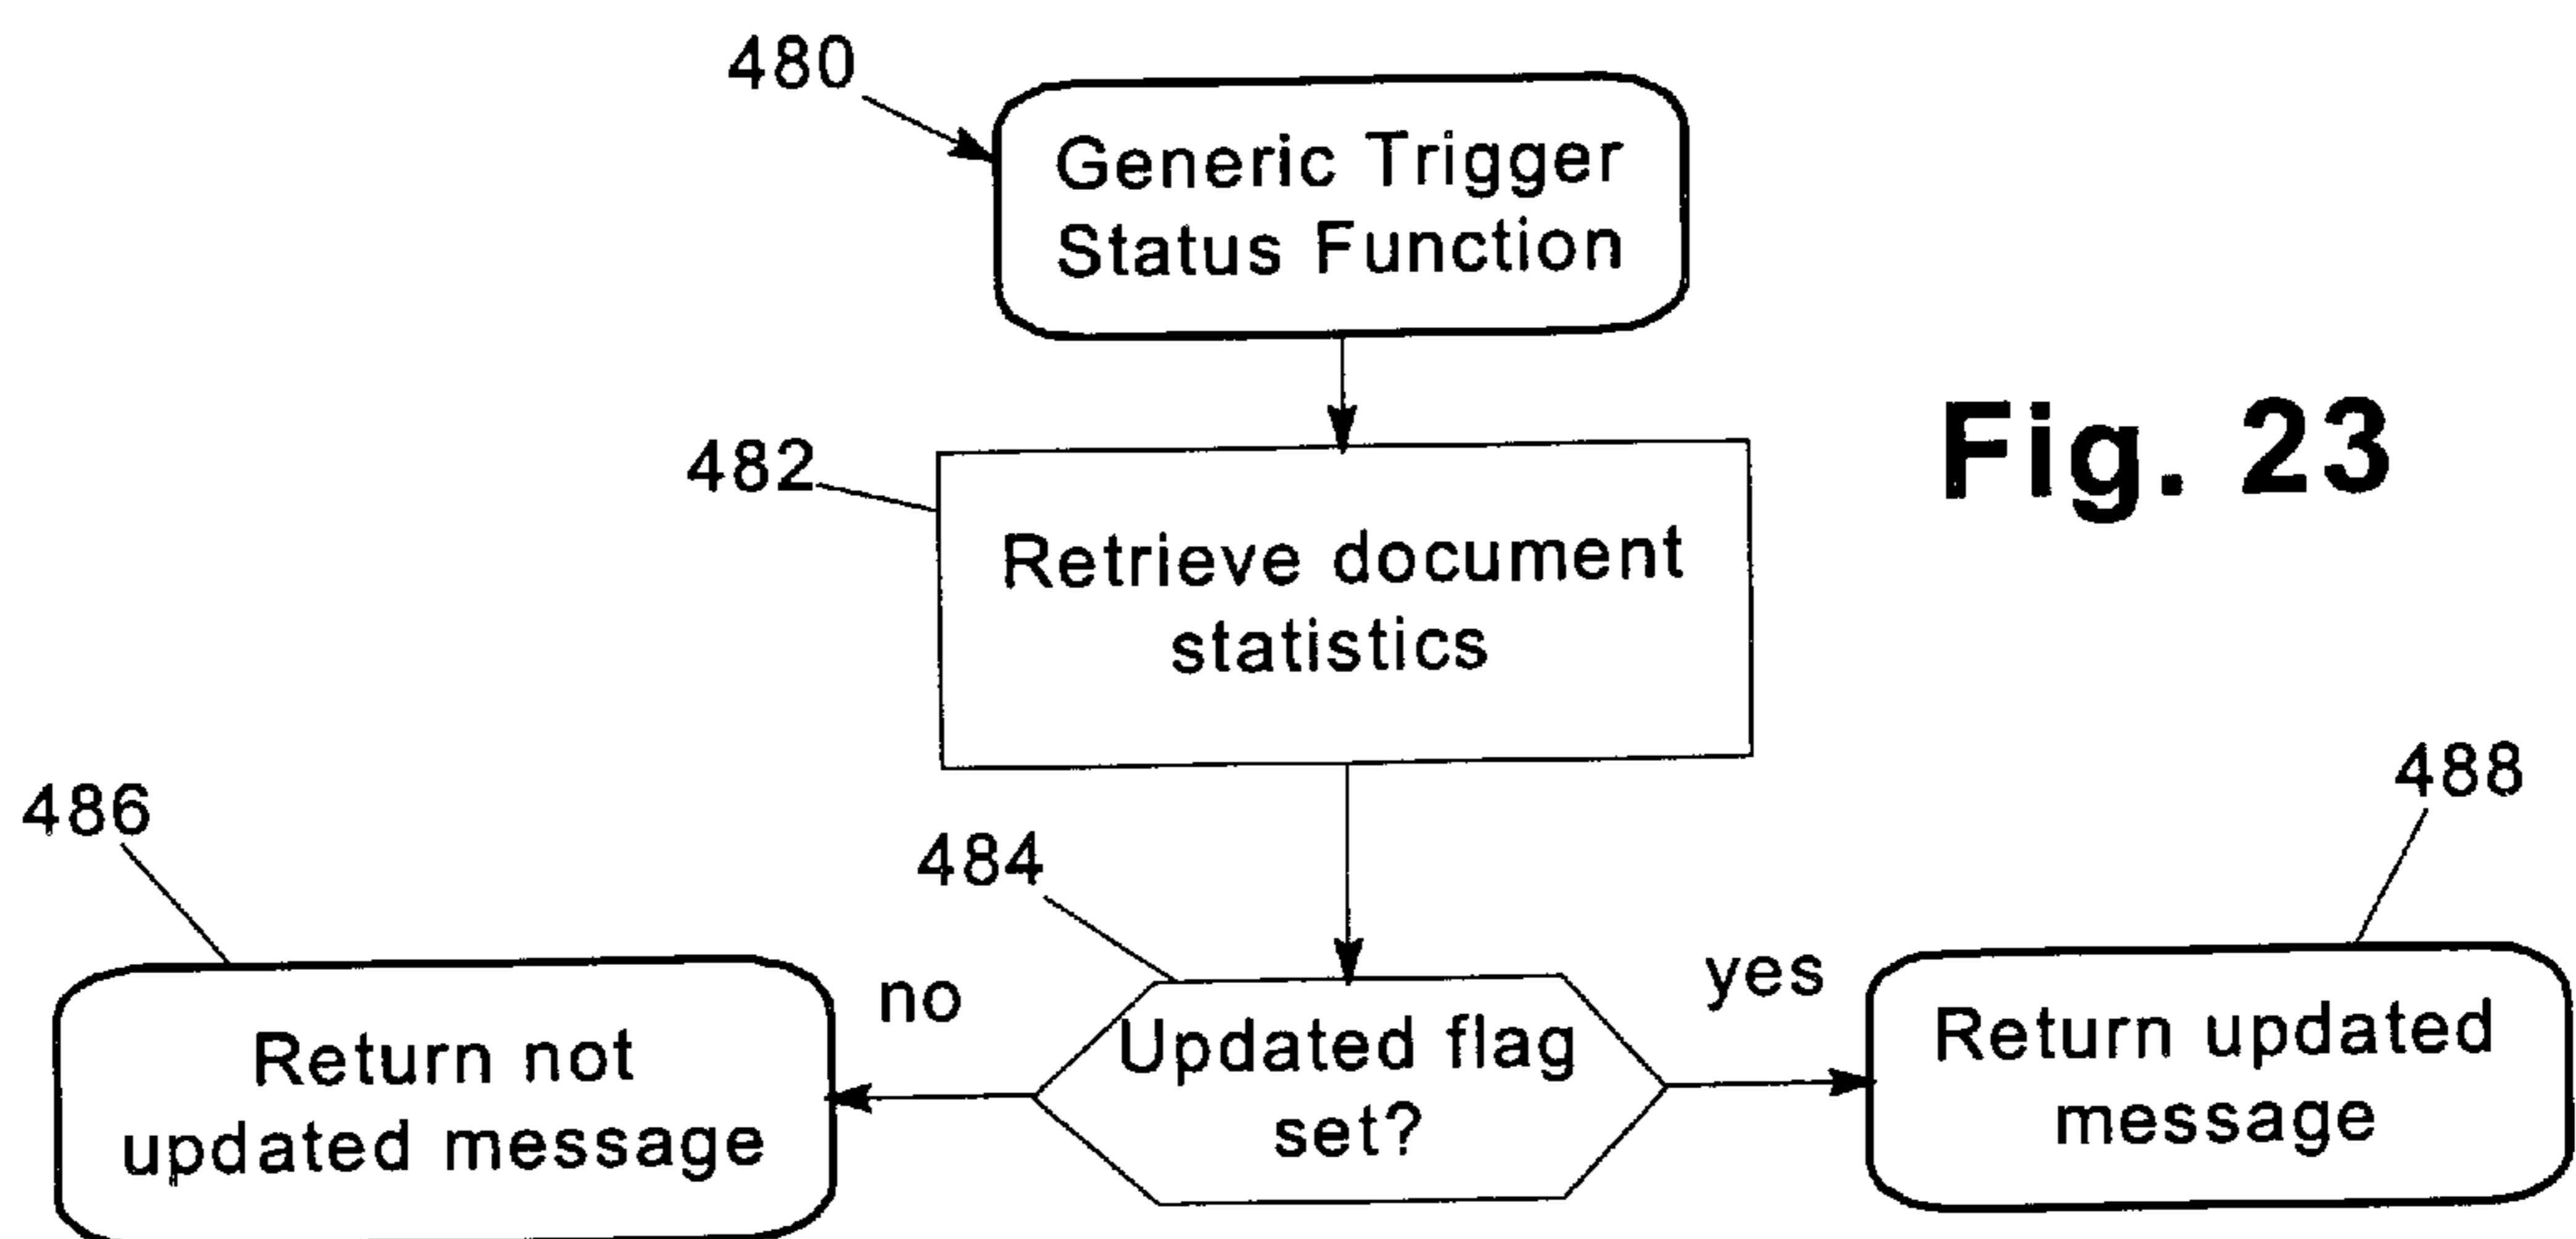 480
Generic Trigger
Status Function
Fig. 23
482
Retrieve document
statistics
486
484
488
no
yes
Return not
updated message
Updated flag
set?
Return updated
message